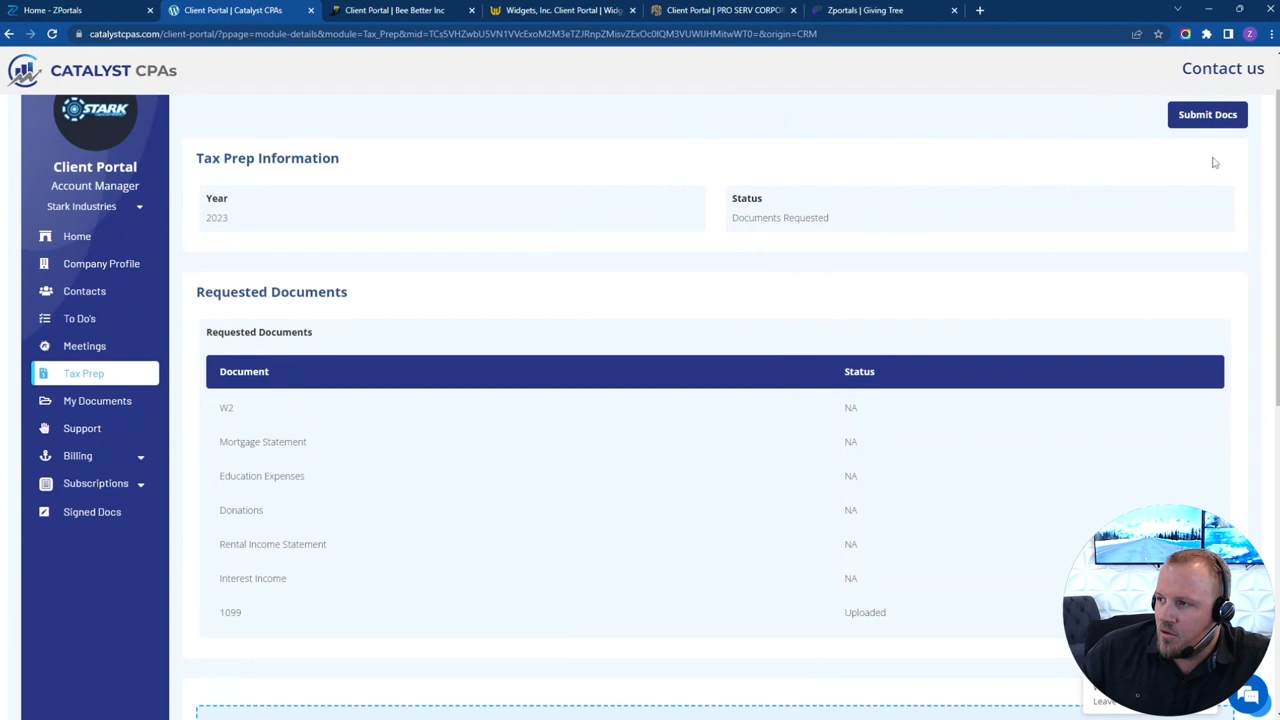 Home - ZPortals
Client Portal | Catalyst CPAs
Client Portal | Bee Better Inc
Widgets, Inc. Client Portal | Widg
Client Portal | PRO SERV CORPO
Zportals | Giving Tree
catalystcpas.com/client-portal/?ppage=module-details&module=Tax_Prep&mid=
CATALYST CPAs
Contact us
STARK
Submit Docs
Client Portal
Account Manager
Stark Industries
Home
Company Profile
Contacts
To Do's
Meetings
Tax Prep
My Documents
Support
Billing
Subscriptions
Signed Docs
Tax Prep Information
Year
2023
Status
Documents Requested
Requested Documents
Requested Documents
Document Status
W2 NA
Mortgage Statement NA
Education Expenses NA
Donations NA
Rental Income Statement NA
Interest Income NA
1099 Uploaded
Leave